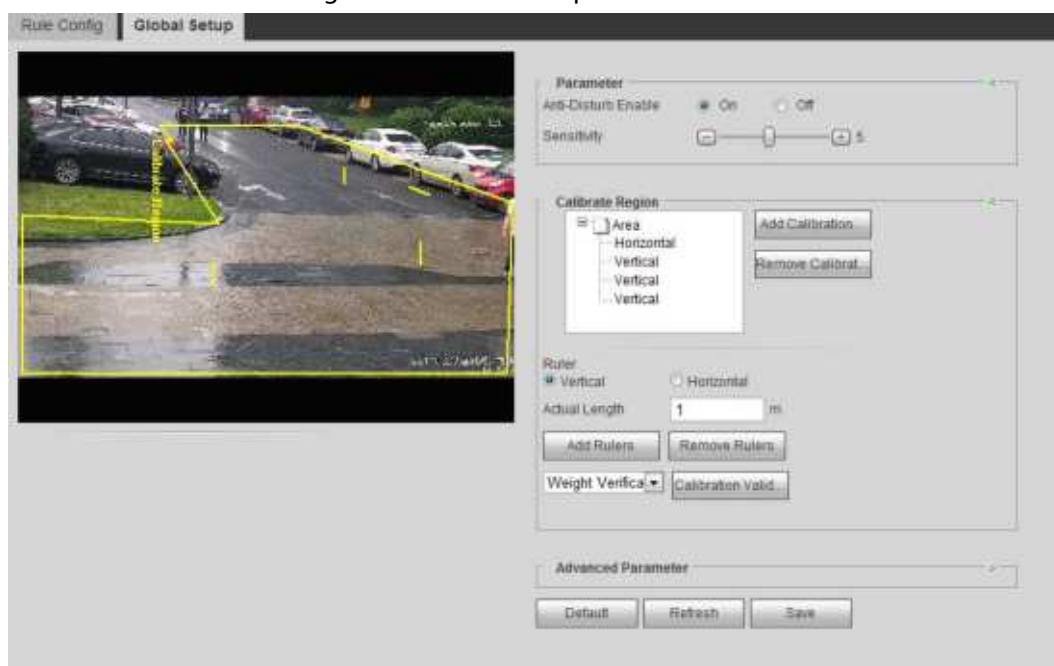 Rule Config Global Setup
Parameter
Anti-Disturb Enable On Off
Sensitivity 5
Calibrate Region
Calibrate Region
Area
Horizontal
Vertical
Vertical
Vertical
Add Calibration
Remove Calibrat...
Ruler
Vertical Horizontal
Actual Length 1 m
Add Rulers Remove Rulers
Weight Verifica Calibration Valid...
Advanced Parameter
Default Refresh Save